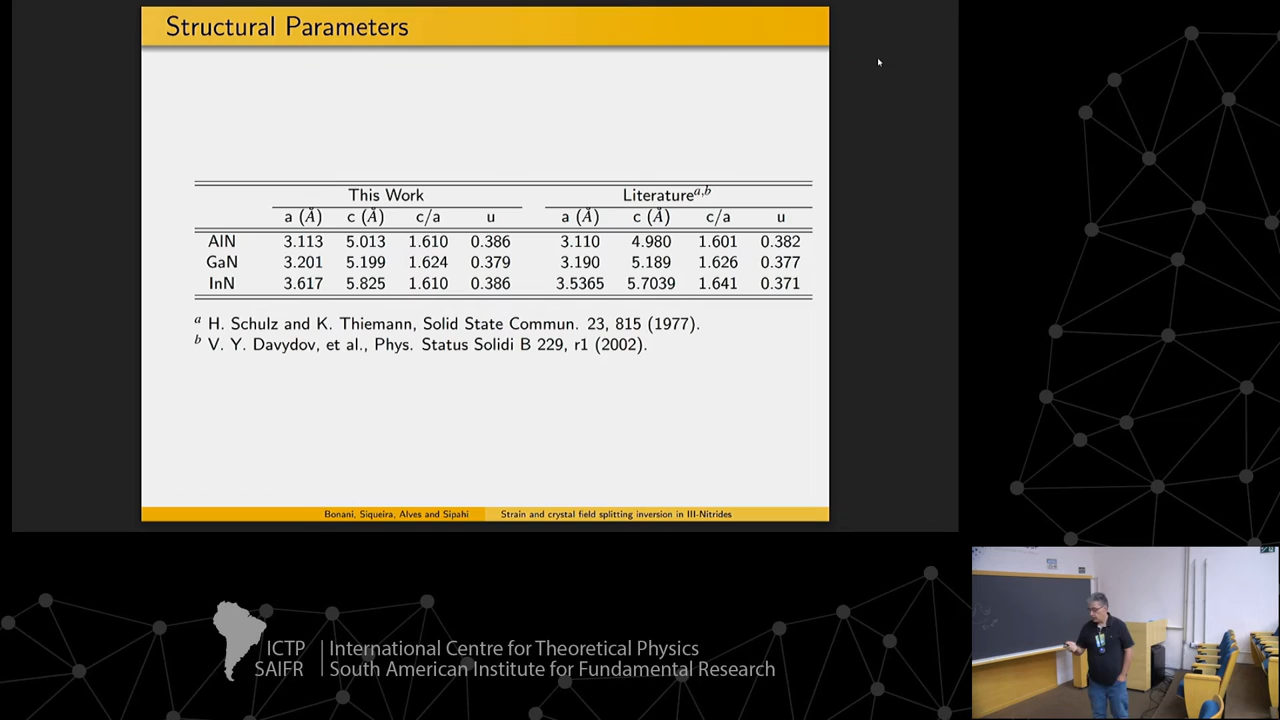 Structural Parameters
This Work Literature^a,b
a (Å) c (Å) c/a u a (Å) c (Å) c/a u
AlN 3.113 5.013 1.610 0.386 3.110 4.980 1.601 0.382
GaN 3.201 5.199 1.624 0.379 3.190 5.189 1.626 0.377
InN 3.617 5.825 1.610 0.386 3.5365 5.7039 1.641 0.371
a H. Schulz and K. Thiemann, Solid State Commun. 23, 815 (1977).
b V. Y. Davydov, et al., Phys. Status Solidi B 229, r1 (2002).
Bonani, Siqueira, Alves and Sipahi Strain and crystal field splitting inversion in III-Nitrides
ICTP International Centre for Theoretical Physics
SAIFR South American Institute for Fundamental Research